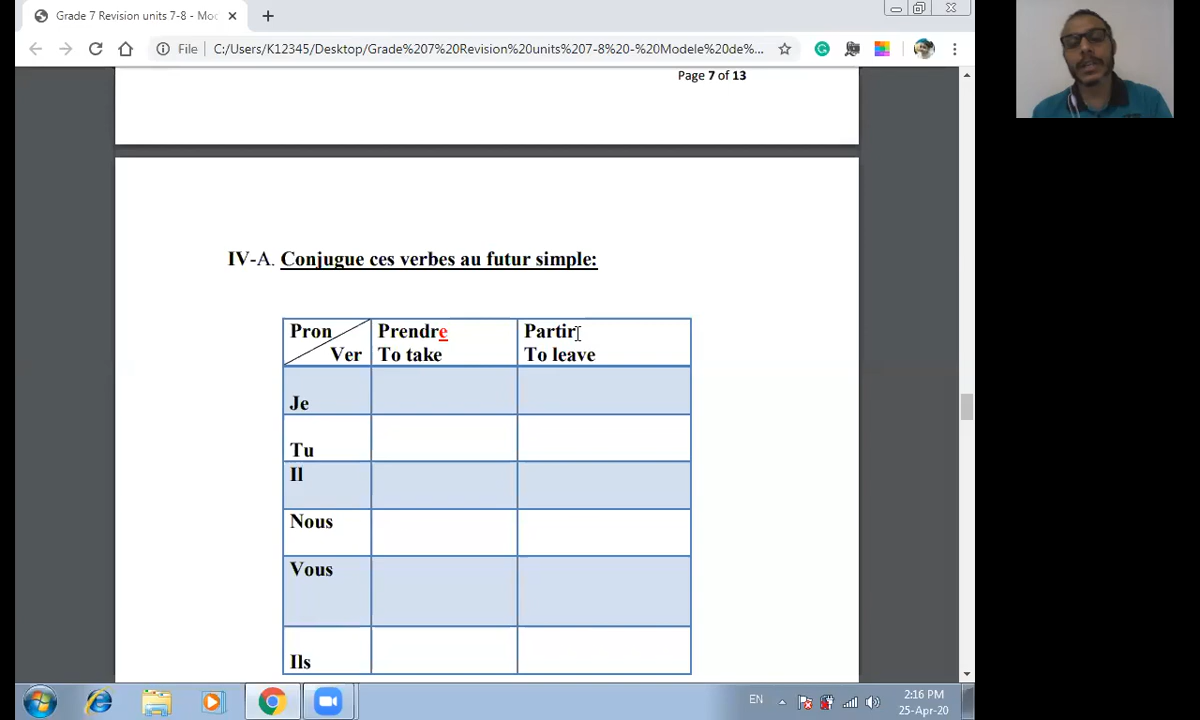 Grade 7 Revision units 7-8 - Moc
File C:/Users/K12345/Desktop/Grade%207%20Revision%20units%207-8%20-%20Modele%20de%...
Page 7 of 13
IV-A. Conjugue ces verbes au futur simple:
Pron Prendre Partir
Ver To take To leave
Je
Tu
Il
Nous
Vous
Ils
EN 2:16 PM
25-Apr-20